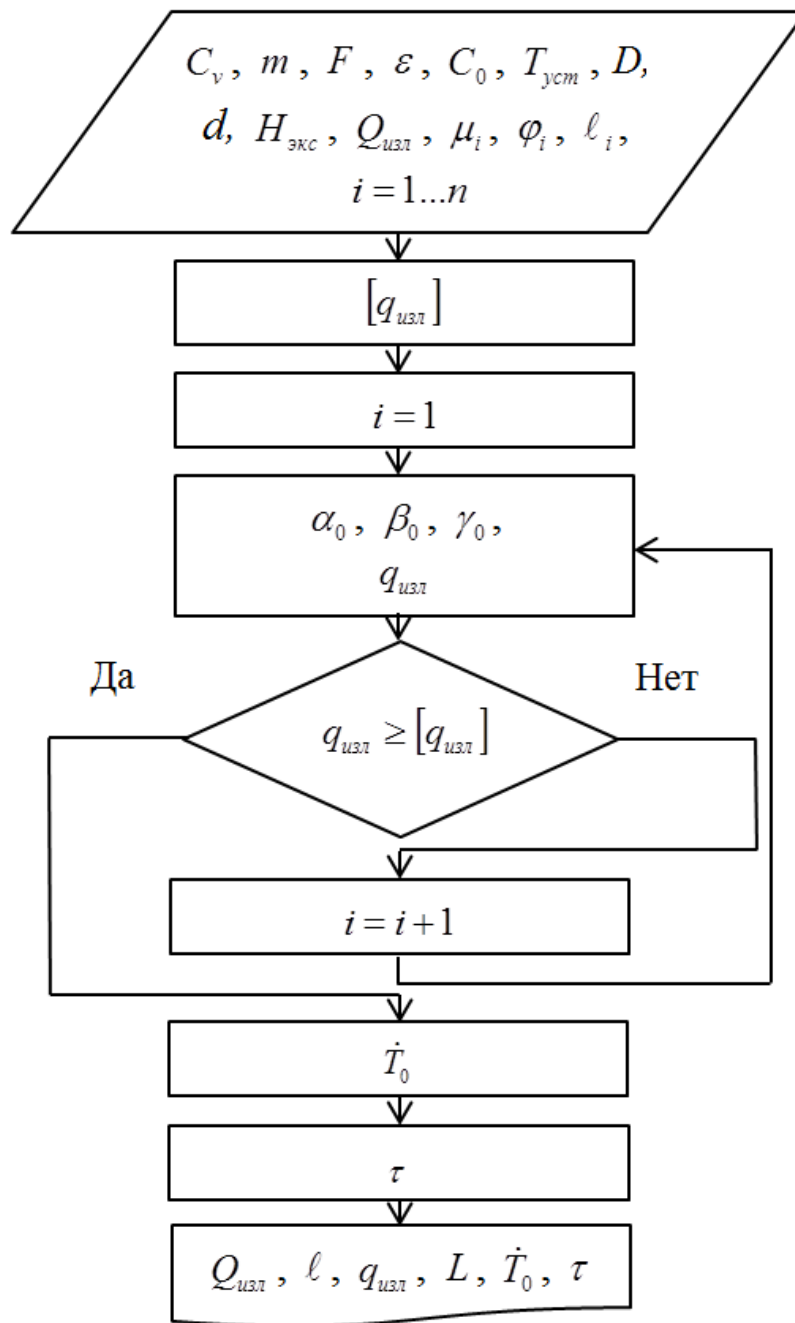 C_v, m, F, ε, C_0, T_уст, D,
d, H_экс, Q_изл, μ_i, φ_i, ℓ_i,
i = 1...n
[q_изл]
i = 1
α_0, β_0, γ_0,
q_изл
Да
Нет
q_изл ≥ [q_изл]
i = i + 1
Ṫ_0
τ
Q_изл, ℓ, q_изл, L, Ṫ_0, τ